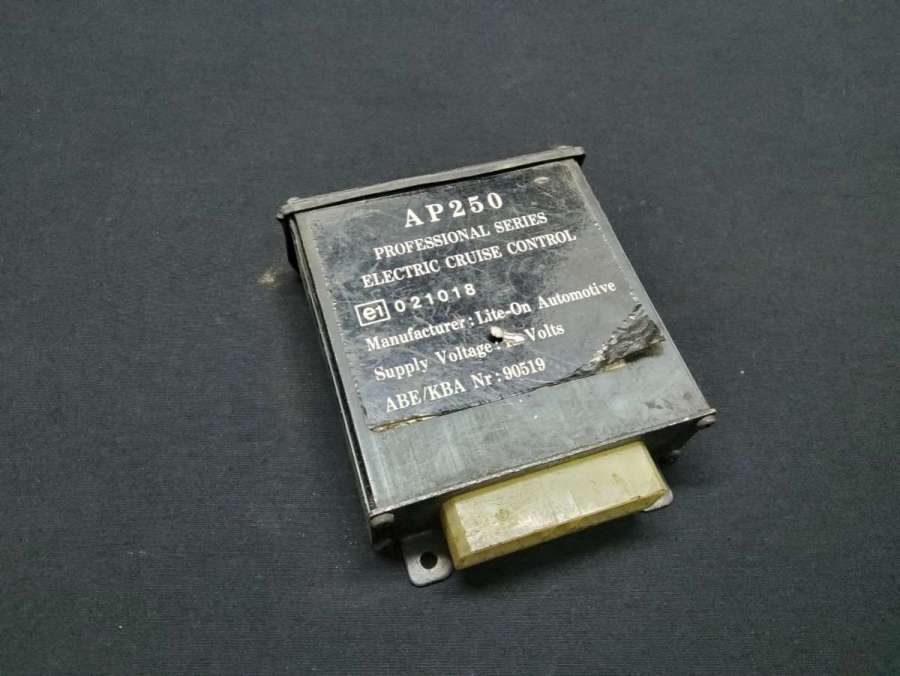 AP250
PROFESSIONAL SERIES
ELECTRIC CRUISE CONTROL
e1 021018
Manufacturer : Lite-On Automotive
Supply Voltage : Volts
ABE/KBA Nr : 90519